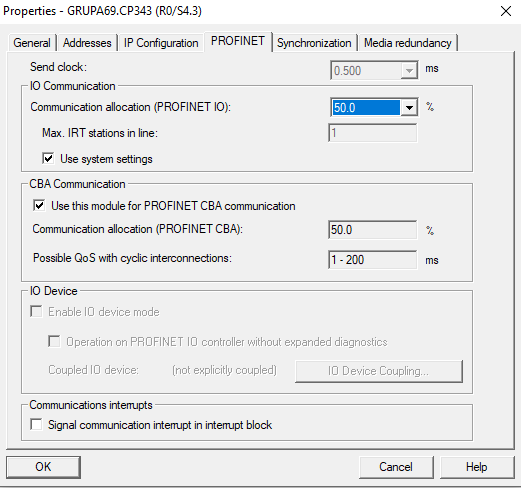 Properties - GRUPA69.CP343 (R0/S4.3)
General Addresses IP Configuration PROFINET Synchronization Media redundancy
Send clock: 0.500 ms
IO Communication
Communication allocation (PROFINET IO): 50.0 %
Max. IRT stations in line: 1
Use system settings
CBA Communication
Use this module for PROFINET CBA communication
Communication allocation (PROFINET CBA): 50.0 %
Possible QoS with cyclic interconnections: 1 - 200 ms
IO Device
Enable IO device mode
Operation on PROFINET IO controller without expanded diagnostics
Coupled IO device: (not explicitly coupled) IO Device Coupling...
Communications interrupts
Signal communication interrupt in interrupt block
OK Cancel Help